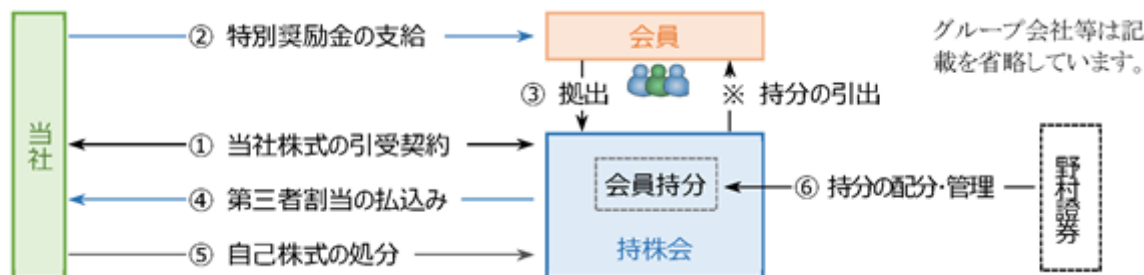 ② 特別奨励金の支給
会員
グループ会社等は記
載を省略しています。
③ 拠出
※ 持分の引出
当社
① 当社株式の引受契約
会員持分
⑥ 持分の配分・管理
野村證券
④ 第三者割当の払込み
持株会
⑤ 自己株式の処分